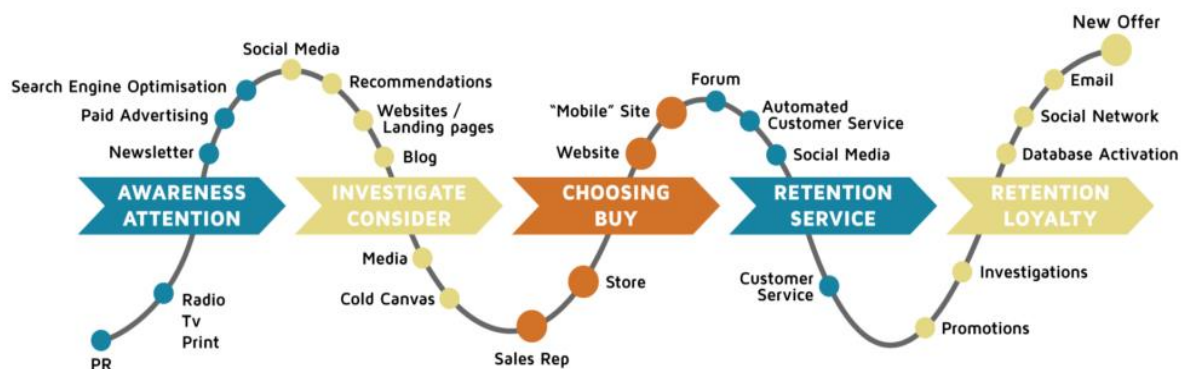 Social Media
Search Engine Optimisation
Paid Advertising
Newsletter
AWARENESS
ATTENTION
Radio
Tv
Print
PR
Recommendations
Websites /
Landing pages
Blog
INVESTIGATE
CONSIDER
Media
Cold Canvas
Sales Rep
Store
CHOOSING
BUY
Website
"Mobile" Site
Forum
Automated
Customer Service
Social Media
RETENTION
SERVICE
Customer
Service
New Offer
Email
Social Network
Database Activation
RETENTION
LOYALTY
Investigations
Promotions